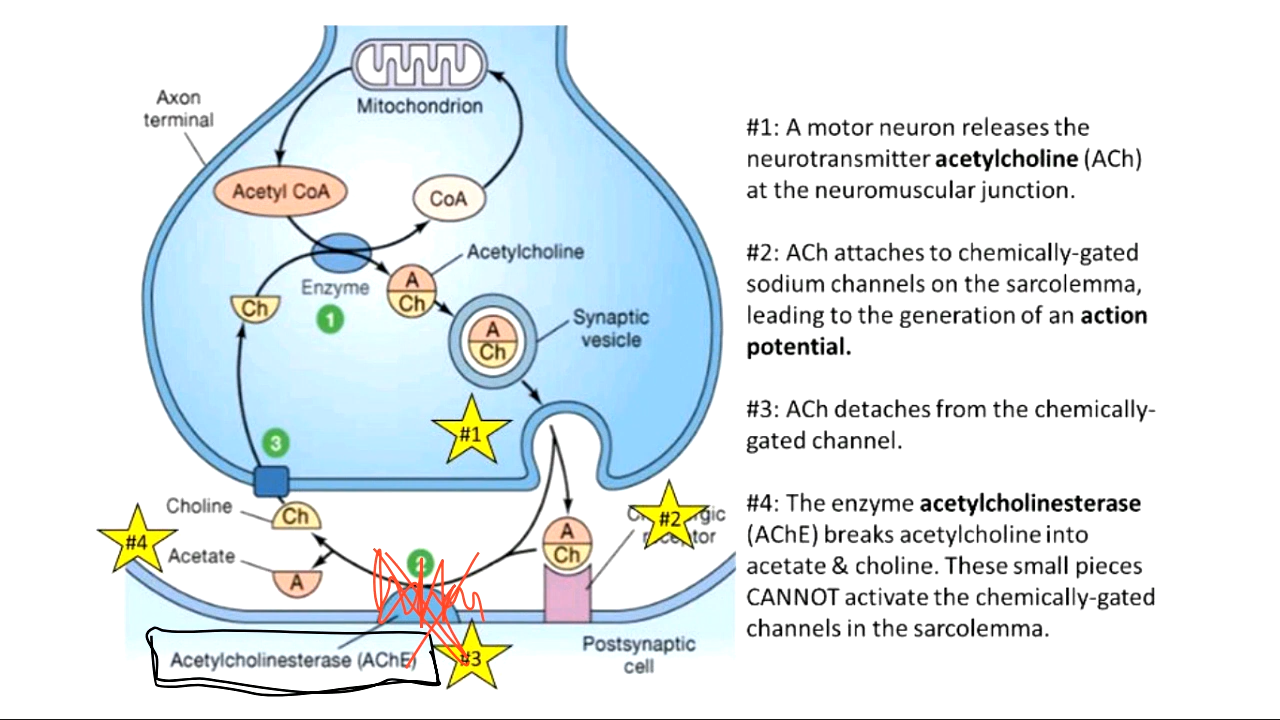 Mitochondrion
Axon
terminal
Acetyl CoA
CoA
Acetylcholine
Enzyme
A
Ch
Ch
1
Synaptic
vesicle
A
Ch
#1
3
Choline
Ch
#2
#4
Acetate
A
2
A
Ch
Acetylcholinesterase (AChE)
#3
Postsynaptic
cell
#1: A motor neuron releases the
neurotransmitter acetylcholine (ACh)
at the neuromuscular junction.
#2: ACh attaches to chemically-gated
sodium channels on the sarcolemma,
leading to the generation of an action
potential.
#3: ACh detaches from the chemically-
gated channel.
#4: The enzyme acetylcholinesterase
(AChE) breaks acetylcholine into
acetate & choline. These small pieces
CANNOT activate the chemically-gated
channels in the sarcolemma.